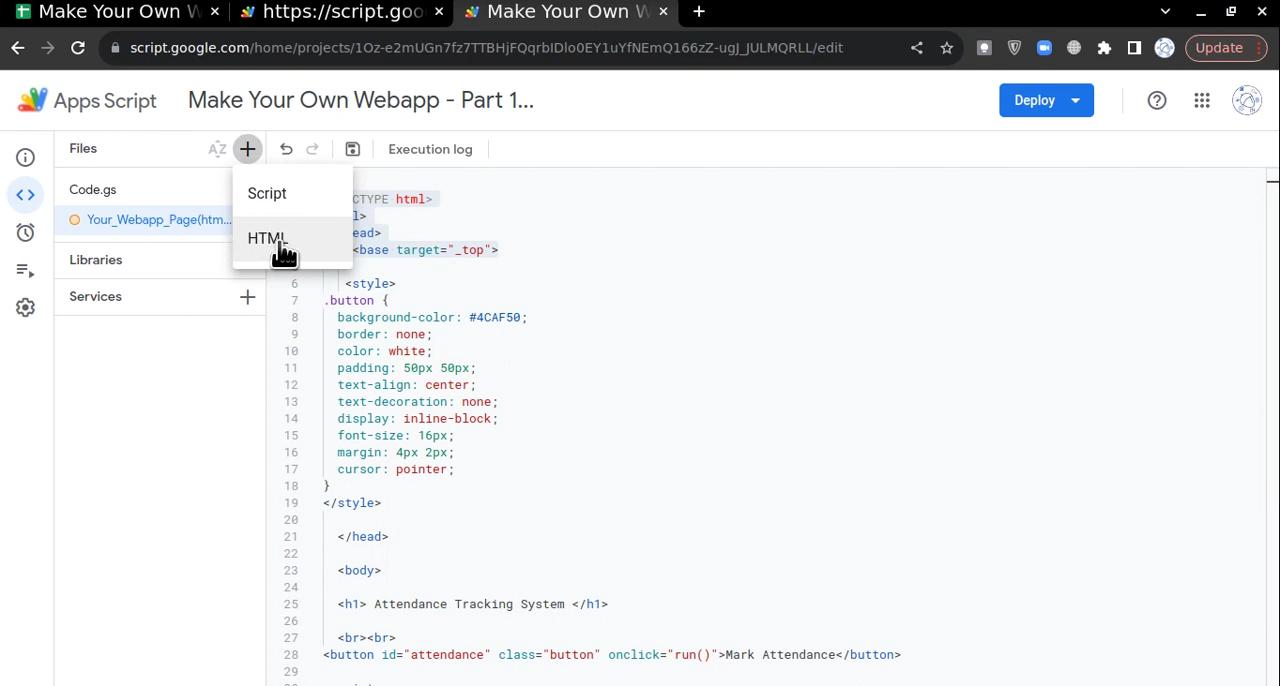 Make Your Own W
https://script.goo
Make Your Own W
script.google.com/home/projects/1Oz-e2mUGn7fz7TTBHjFQqrbIDlo0EY1uYfNEmQ166zZ-ugJ_JULMQRLL/edit
Update
Apps Script
Make Your Own Webapp - Part 1...
Deploy
Files
AZ
Execution log
Code.gs
Your_Webapp_Page(htm...
Libraries
Services
Script
HTML
CTYPE html>
l>
ead>
<base target="_top">
6 <style>
7 .button {
8 background-color: #4CAF50;
9 border: none;
10 color: white;
11 padding: 50px 50px;
12 text-align: center;
13 text-decoration: none;
14 display: inline-block;
15 font-size: 16px;
16 margin: 4px 2px;
17 cursor: pointer;
18 }
19 </style>
20
21 </head>
22
23 <body>
24
25 <h1> Attendance Tracking System </h1>
26
27 <br><br>
28 <button id="attendance" class="button" onclick="run()">Mark Attendance</button>
29